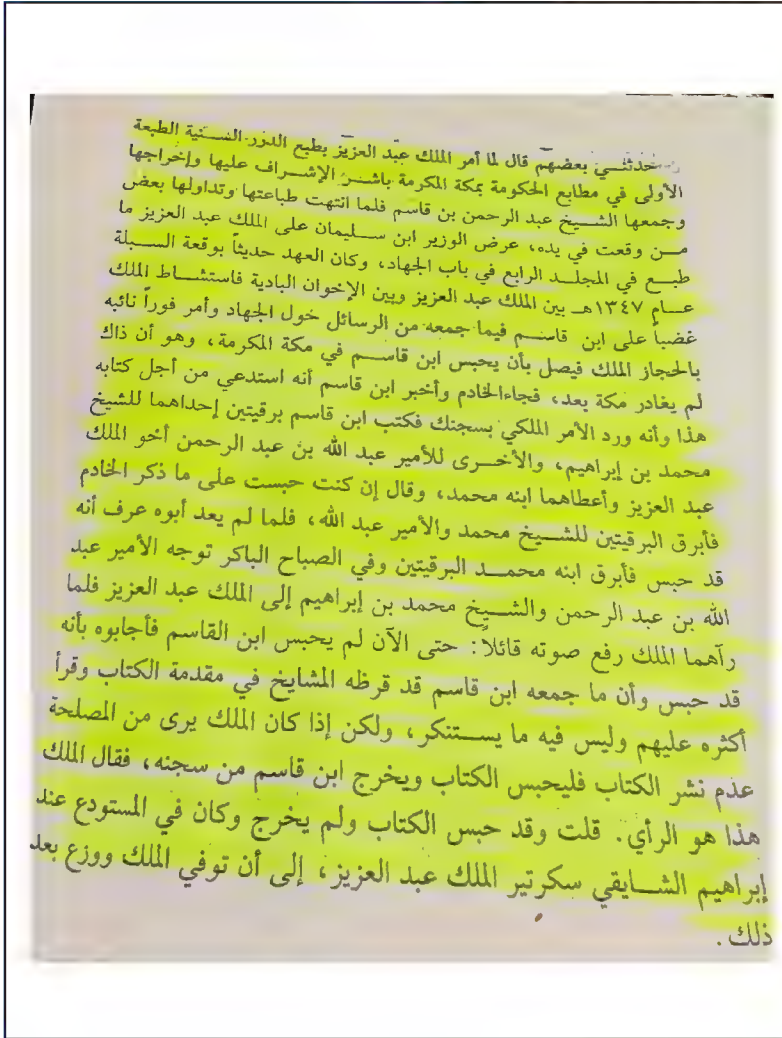 وحدثني بعضهم قال لما أمر الملك عبد العزيز بطبع الدرر السنية الطبعة
الأولى في مطابع الحكومة بمكة المكرمة باشر الإشراف عليها وإخراجها
وجمعها الشيخ عبد الرحمن بن قاسم فلما انتهت طباعتها وتداولها بعض
من وقعت في يده، عرض الوزير ابن سليمان على الملك عبد العزيز ما
طبع في المجلد الرابع في باب الجهاد، وكان العهد حديثاً بوقعة السبلة
عام ١٣٤٧هـ بين الملك عبد العزيز وبين الإخوان البادية فاستشاط الملك
غضباً على ابن قاسم فيما جمعه من الرسائل حول الجهاد وأمر فوراً نائبه
بالحجاز الملك فيصل بأن يحبس ابن قاسم في مكة المكرمة، وهو أن ذاك
لم يغادر مكة بعد، فجاءالخادم وأخبر ابن قاسم أنه استدعي من أجل كتابه
هذا وأنه ورد الأمر الملكي بسجنك فكتب ابن قاسم برقيتين إحداهما للشيخ
محمد بن إبراهيم، والأخرى للأمير عبد الله بن عبد الرحمن أخو الملك
عبد العزيز وأعطاهما ابنه محمد، وقال إن كنت حبست على ما ذكر الخادم
فأبرق البرقيتين للشيخ محمد والأمير عبد الله، فلما لم يعد أبوه عرف أنه
قد حبس فأبرق ابنه محمد البرقيتين وفي الصباح الباكر توجه الأمير عبد
الله بن عبد الرحمن والشيخ محمد بن إبراهيم إلى الملك عبد العزيز فلما
رآهما الملك رفع صوته قائلاً: حتى الآن لم يحبس ابن القاسم فأجابوه بأنه
قد حبس وأن ما جمعه ابن قاسم قد قرظه المشايخ في مقدمة الكتاب وقرأ
أكثره عليهم وليس فيه ما يستنكر، ولكن إذا كان الملك يرى من المصلحة
عدم نشر الكتاب فليحبس الكتاب ويخرج ابن قاسم من سجنه، فقال الملك
هذا هو الرأي. قلت وقد حبس الكتاب ولم يخرج وكان في المستودع عند
إبراهيم الشايقي سكرتير الملك عبد العزيز، إلى أن توفي الملك ووزع بعد
ذلك.